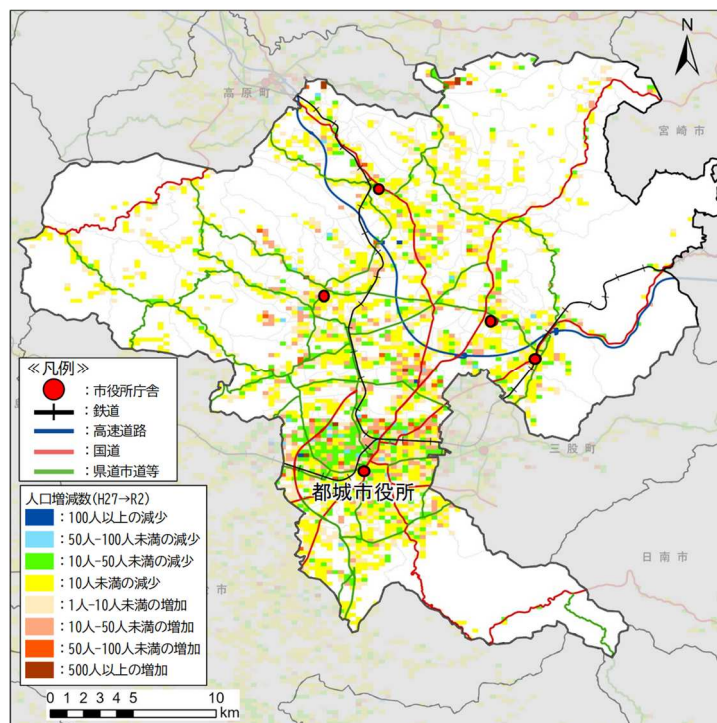 N
高原町
宮崎市
≪凡例≫
：市役所庁舎
：鉄道
：高速道路
：国道
：県道市道等
三股町
都城市役所
人口増減数(H27→R2)
：100人以上の減少
：50人-100人未満の減少
：10人-50人未満の減少
：10人未満の減少
：1人-10人未満の増加
：10人-50人未満の増加
：50人-100人未満の増加
：500人以上の増加
日南市
市
0 1 2 3 4 5 10
km